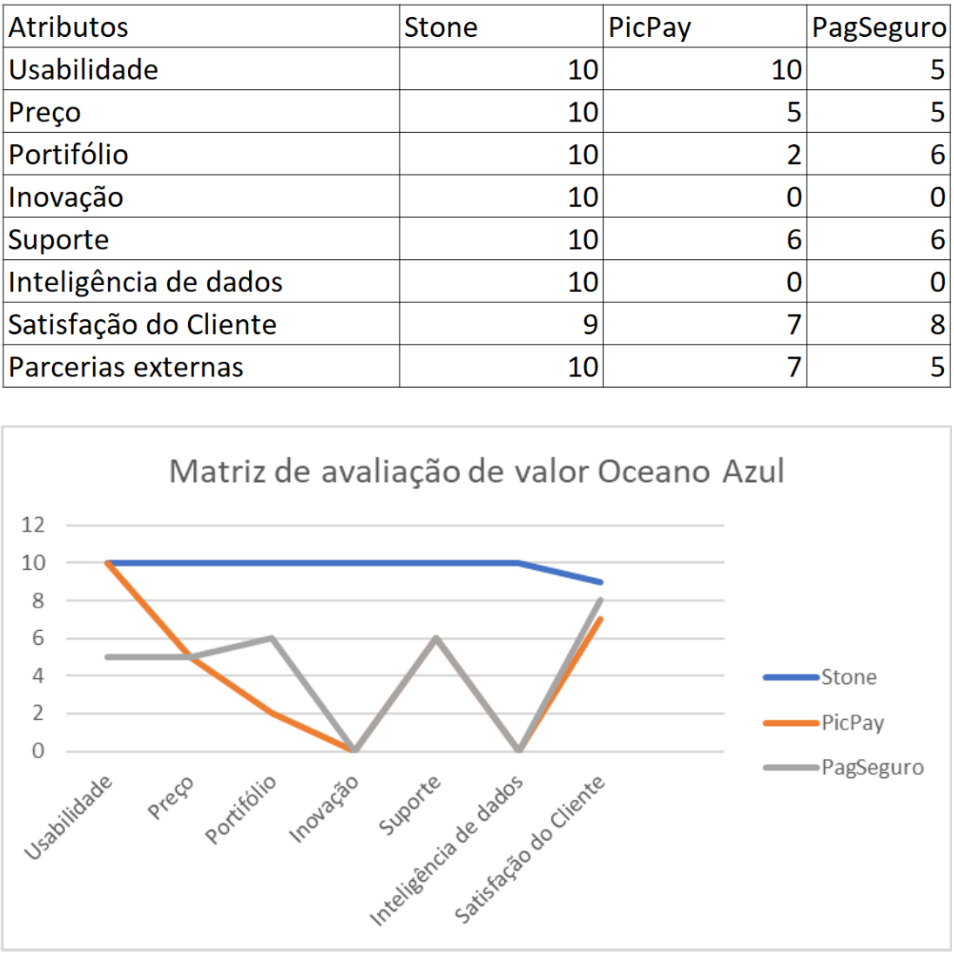 Atributos Stone PicPay PagSeguro
Usabilidade 10 10 5
Preço 10 5 5
Portifólio 10 2 6
Inovação 10 0 0
Suporte 10 6 6
Inteligência de dados 10 0 0
Satisfação do Cliente 9 7 8
Parcerias externas 10 7 5
Matriz de avaliação de valor Oceano Azul
12
10
8
6
4
2
0
Usabilidade
Preço
Portifólio
Inovação
Suporte
Inteligência de dados
Satisfação do Cliente
Stone
PicPay
PagSeguro